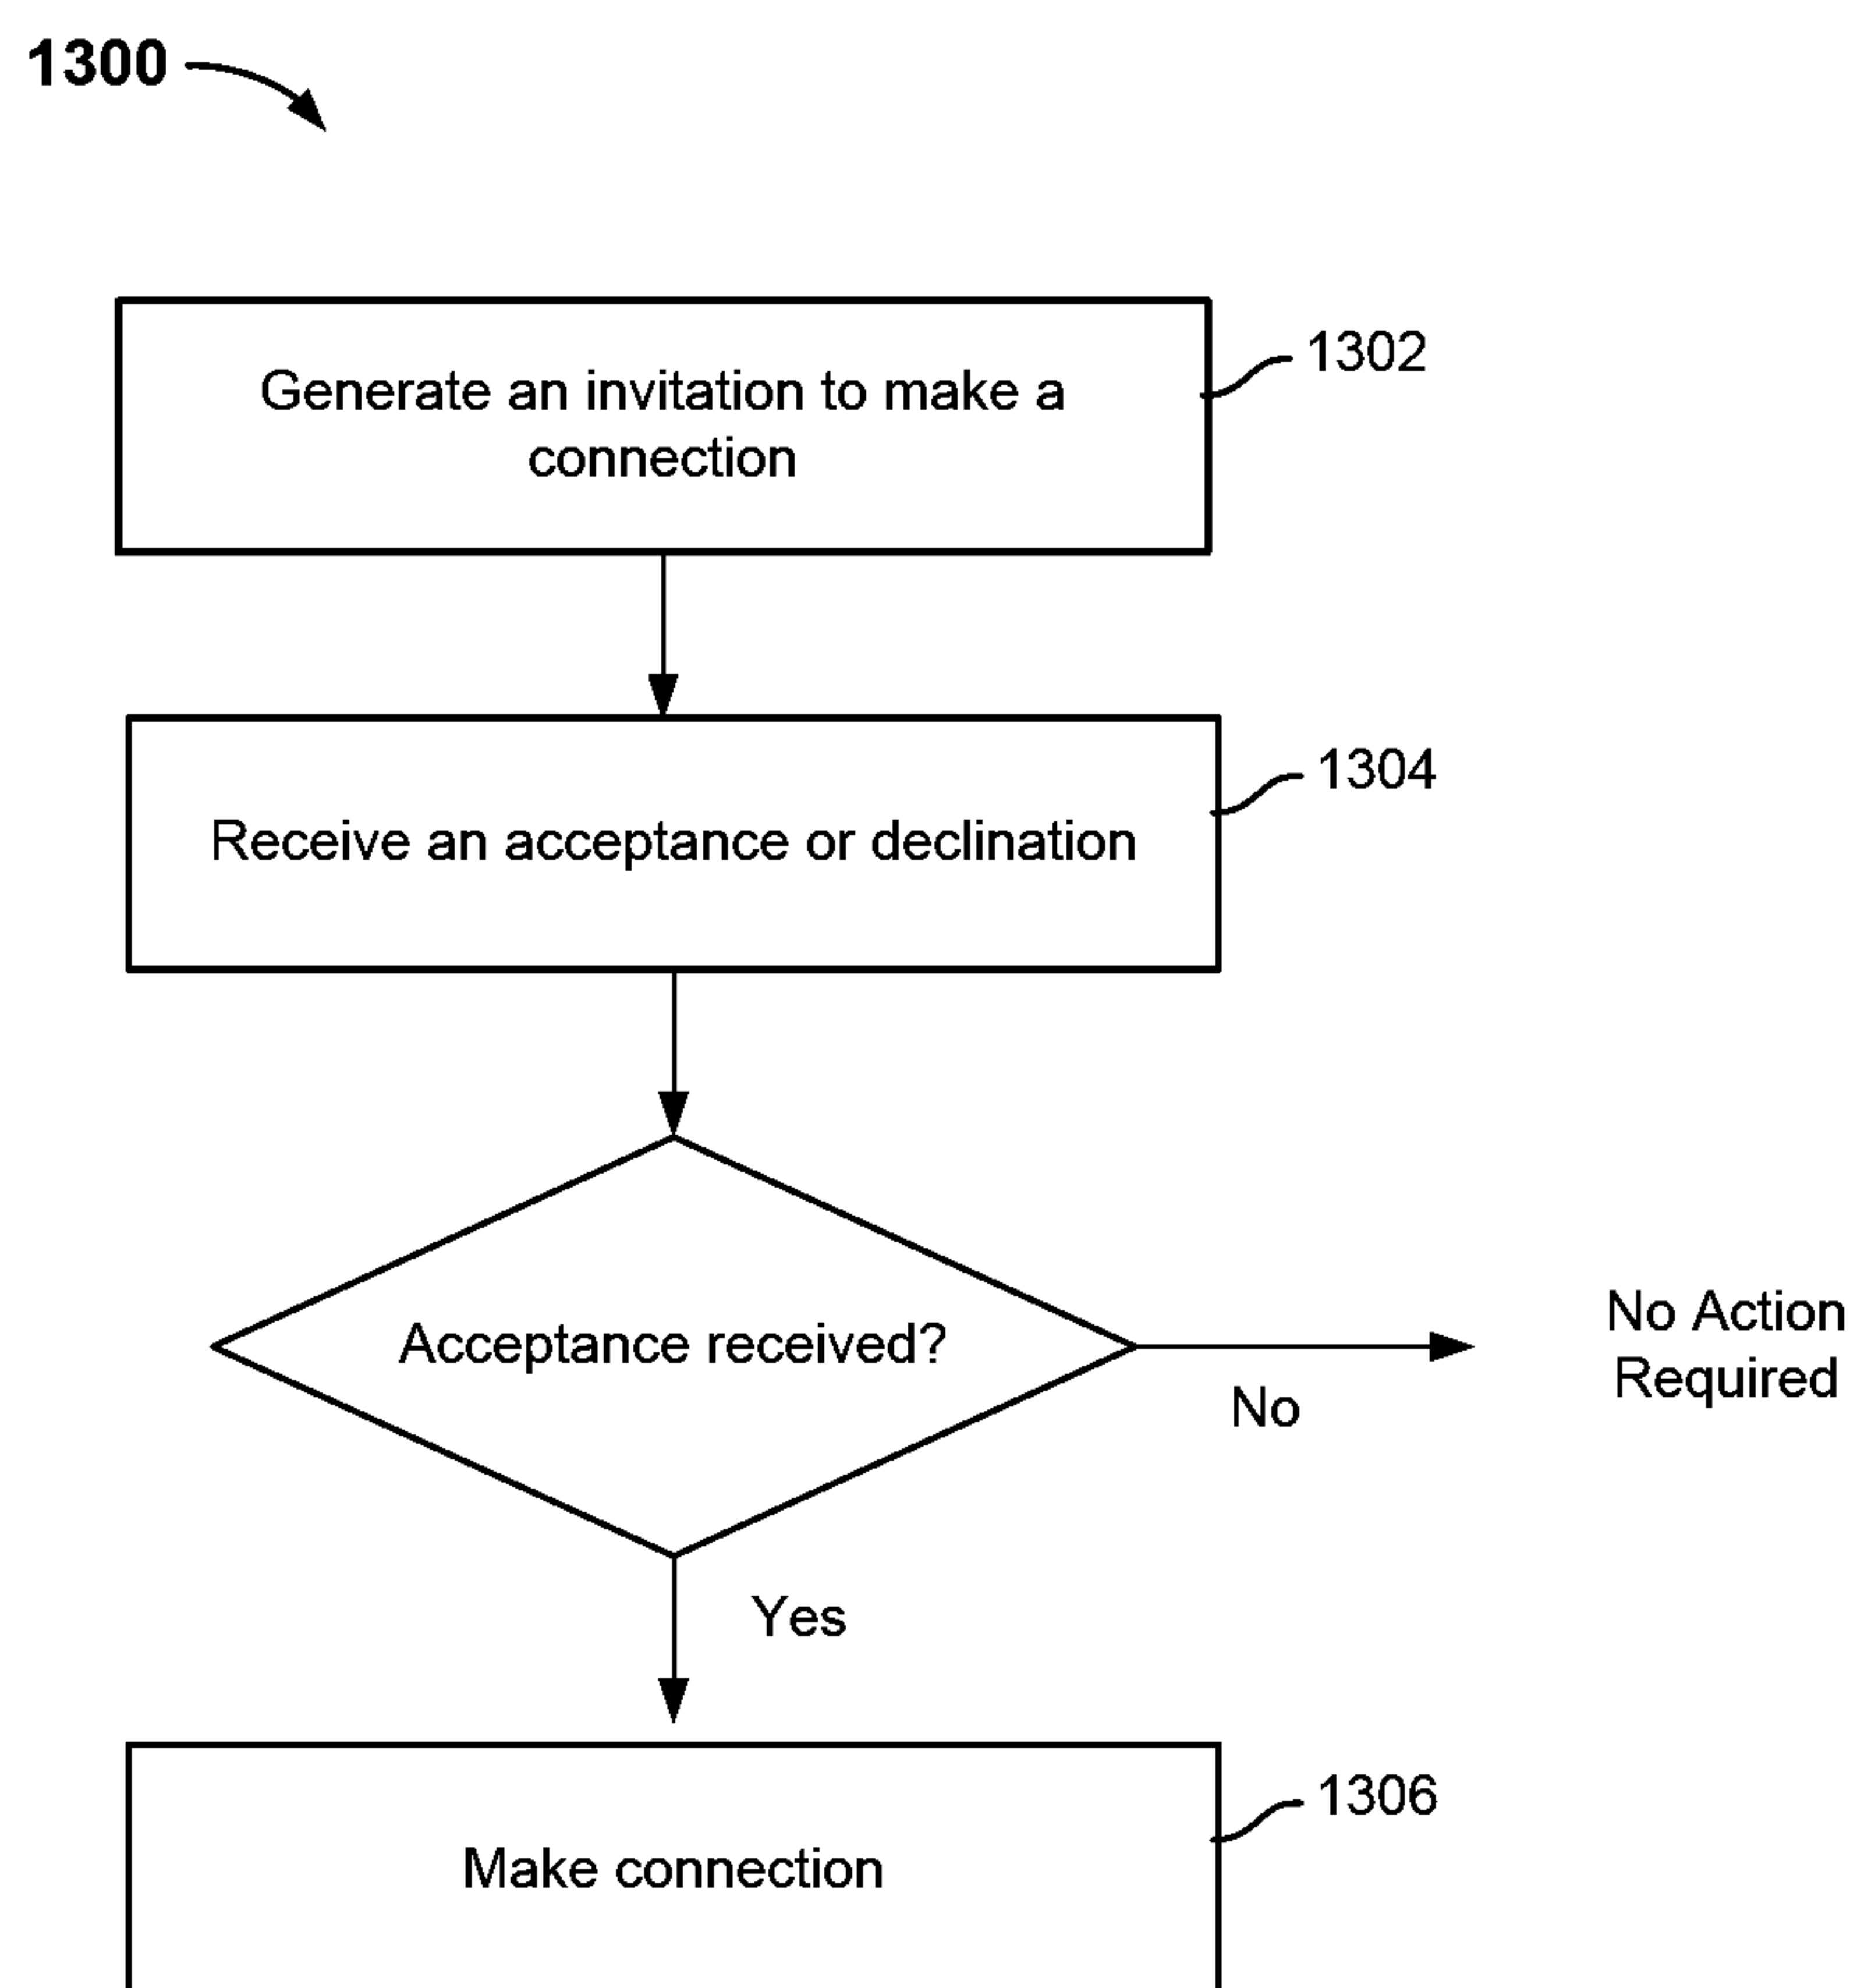 1300
Generate an invitation to make a
connection
1302
Receive an acceptance or declination
1304
Acceptance received?
No
No Action
Required
Yes
Make connection
1306